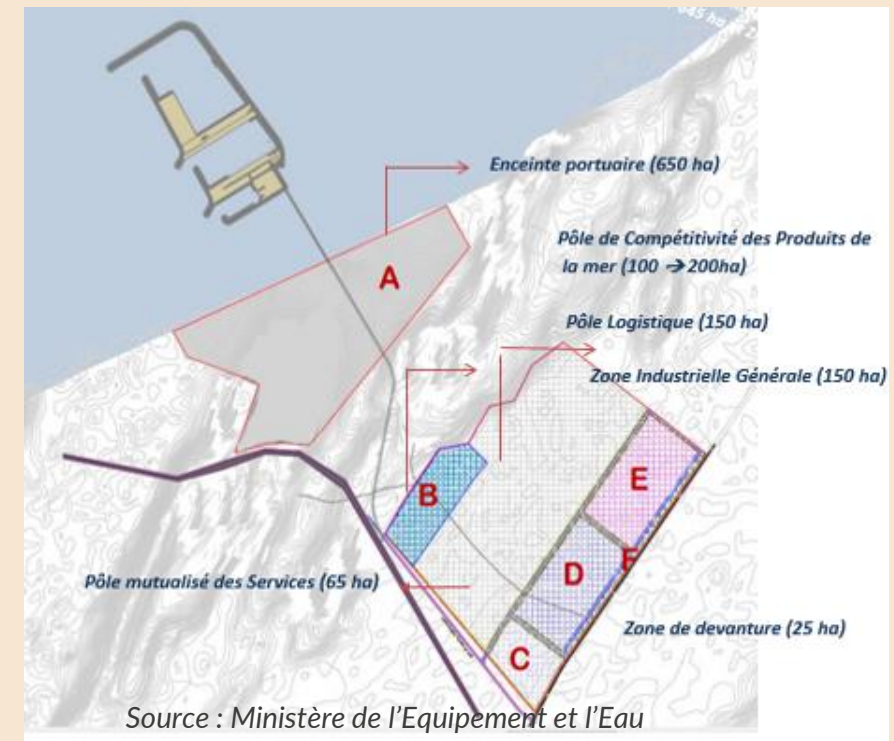 Enceinte portuaire (650 ha)
Pôle de Compétitivité des Produits de
la mer (100 → 200ha)
A
Pôle Logistique (150 ha)
Zone Industrielle Générale (150 ha)
E
B
F
D
Pôle mutualisé des Services (65 ha)
Zone de devanture (25 ha)
C
Source : Ministère de l'Equipement et l'Eau